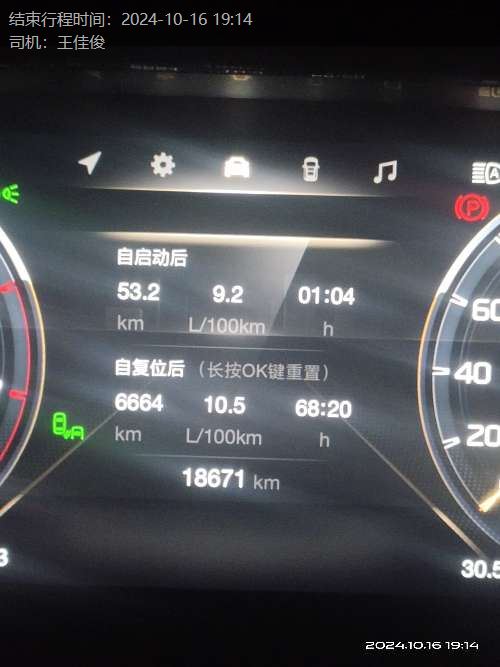 结束行程时间：2024-10-16 19:14
司机：王佳俊
自启动后
53.2 9.2 01:04
km L/100km h
自复位后（长按OK键重置）
6664 10.5 68:20
km L/100km h
18671 km
60
40
20
3 30.5
2024.10.16 19:14